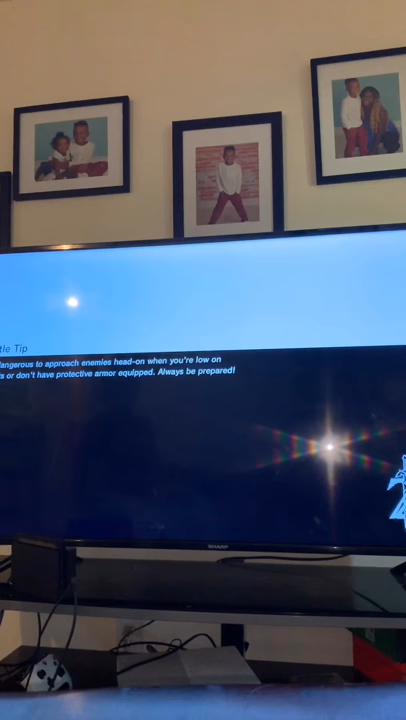 tle Tip
angerous to approach enemies head-on when you're low on
s or don't have protective armor equipped. Always be prepared!
SHARP